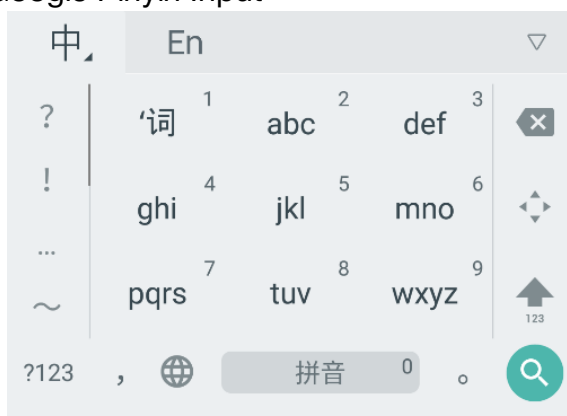 Google Pinyin Input
中 En
? '词 1 abc 2 def 3
! ghi 4 jkl 5 mno 6
...
~ pqrs 7 tuv 8 wxyz 9
123
?123 , 拼音 0 。